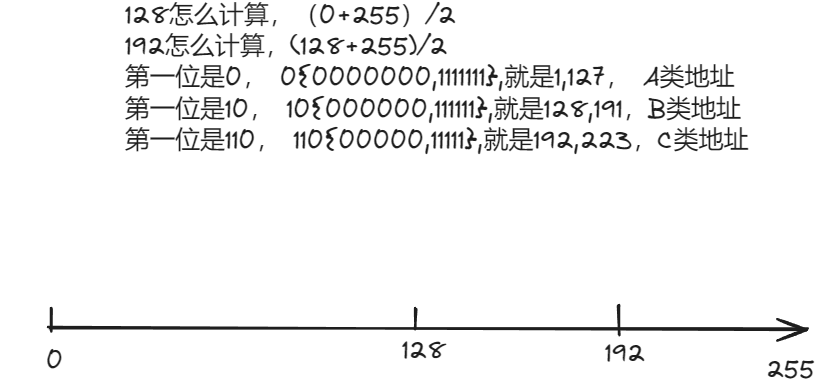 128怎么计算，（0+255）/2
192怎么计算，(128+255)/2
第一位是0， 0{0000000,1111111},就是1,127， A类地址
第一位是10， 10{000000,111111},就是128,191，B类地址
第一位是110， 110{00000,11111},就是192,223，C类地址
0
128
192
255